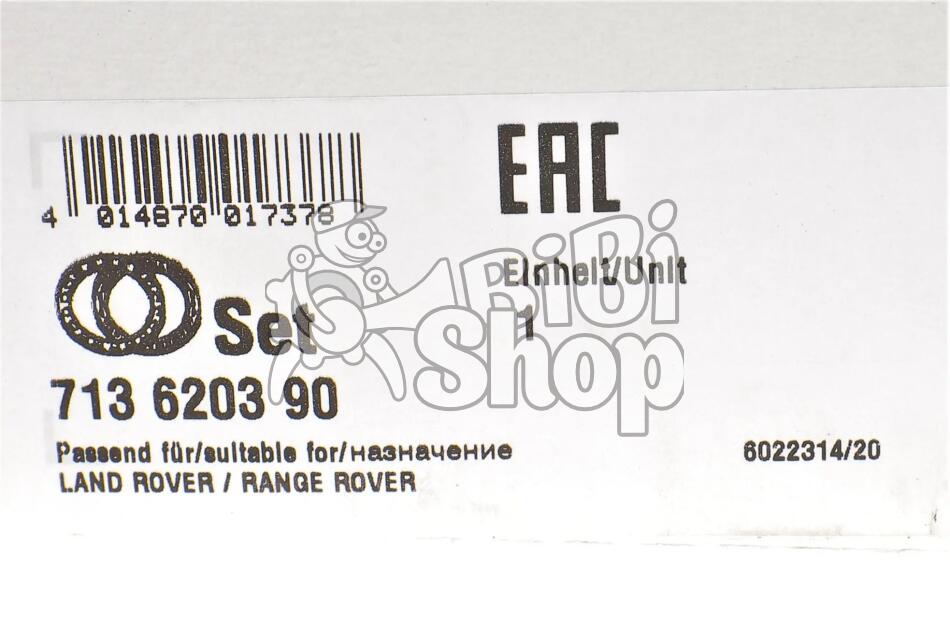 EAC
4 014870 017378
Einheit/Unit
1
Set
713 6203 90
Passend für/suitable for/назначение
6022314/20
LAND ROVER / RANGE ROVER
RiBi
Shop